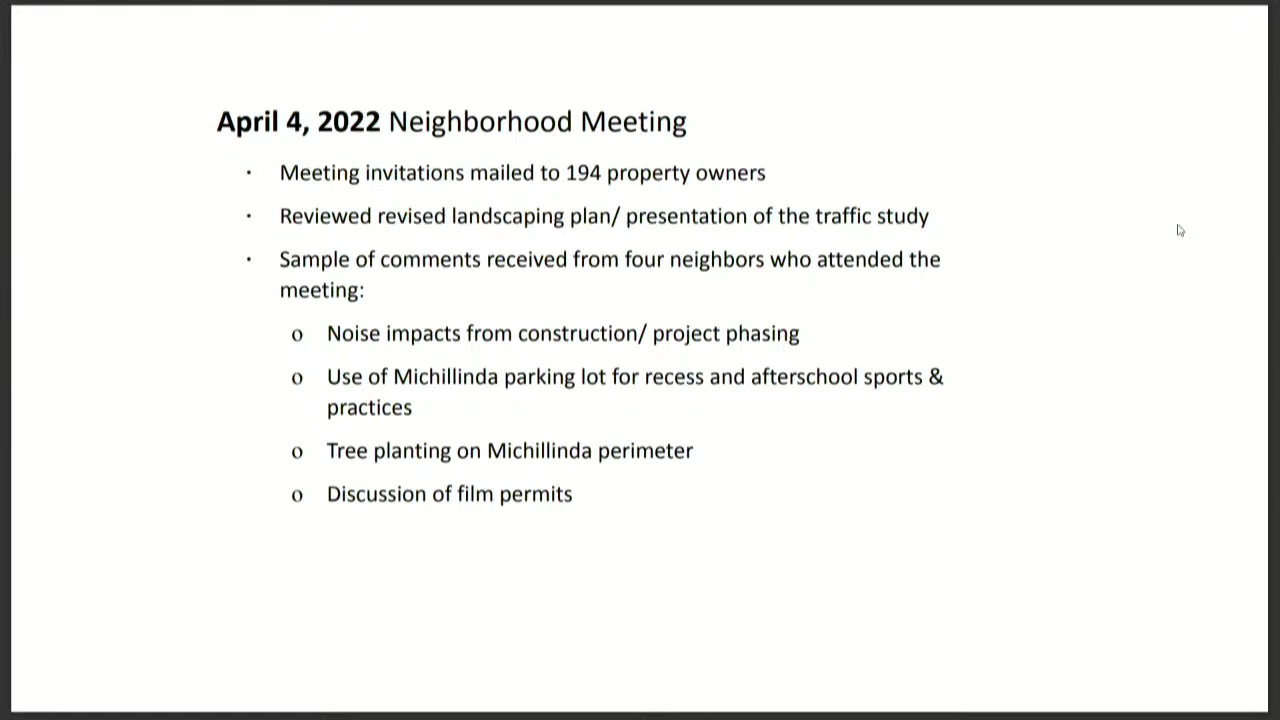 April 4, 2022 Neighborhood Meeting
· Meeting invitations mailed to 194 property owners
· Reviewed revised landscaping plan/ presentation of the traffic study
· Sample of comments received from four neighbors who attended the
meeting:
o Noise impacts from construction/ project phasing
o Use of Michillinda parking lot for recess and afterschool sports &
practices
o Tree planting on Michillinda perimeter
o Discussion of film permits